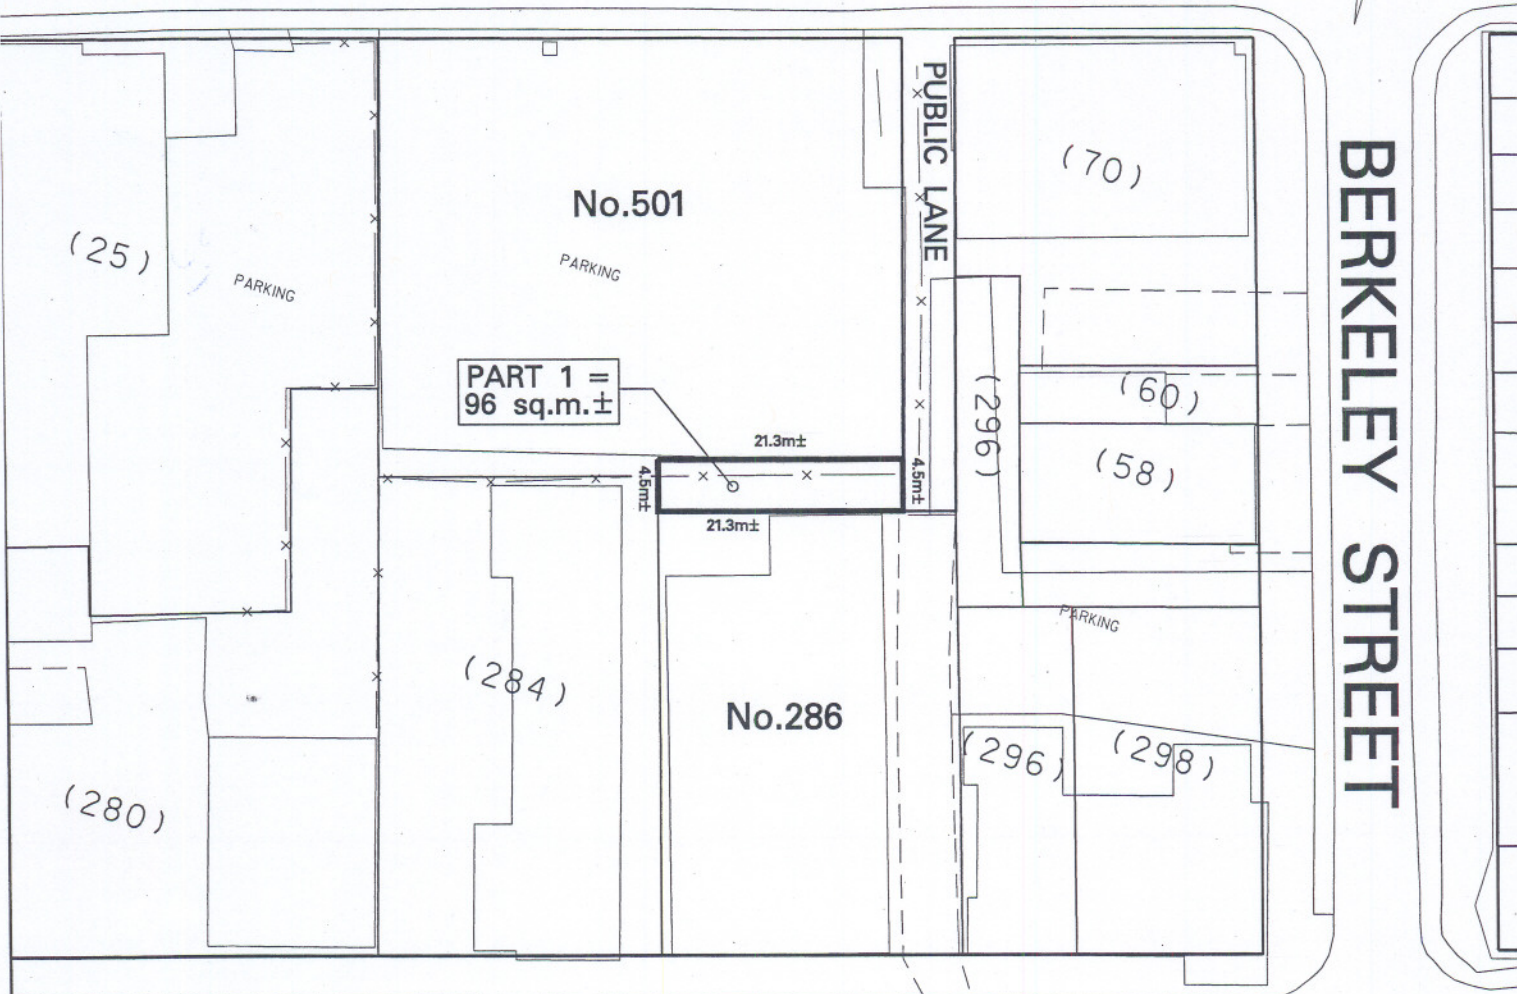 PUBLIC LANE
(70)
BERKELEY STREET
No.501
(25)
PARKING
PARKING
PART 1 =
96 sq.m.±
(60)
(296)
21.3m±
(58)
4.5m±
4.5m±
21.3m±
PARKING
(284)
No.286
(296)
(298)
(280)